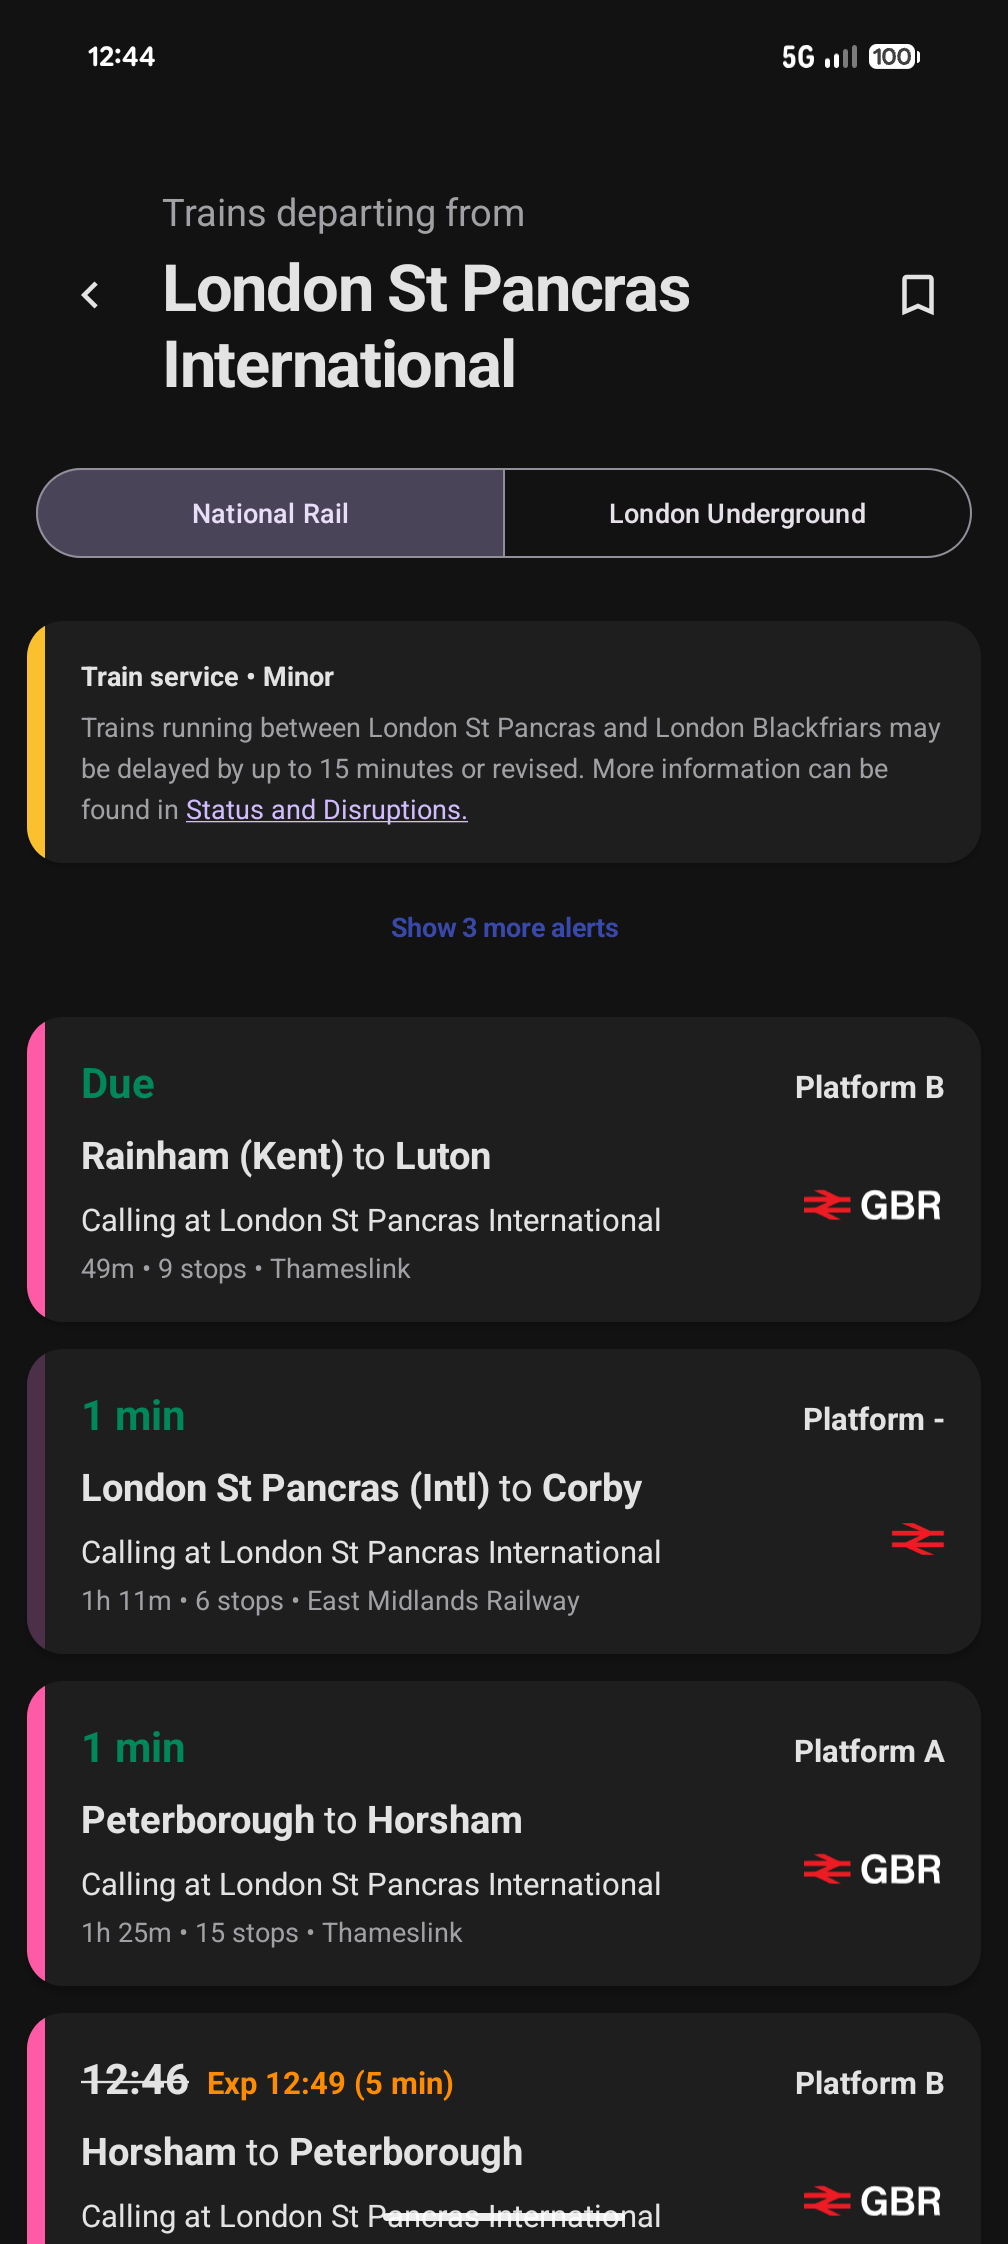 12:44
5G 100
Trains departing from
London St Pancras
International
National Rail
London Underground
Train service • Minor
Trains running between London St Pancras and London Blackfriars may
be delayed by up to 15 minutes or revised. More information can be
found in Status and Disruptions.
Show 3 more alerts
Due
Platform B
Rainham (Kent) to Luton
Calling at London St Pancras International
GBR
49m • 9 stops • Thameslink
1 min
Platform -
London St Pancras (Intl) to Corby
Calling at London St Pancras International
1h 11m • 6 stops • East Midlands Railway
1 min
Platform A
Peterborough to Horsham
Calling at London St Pancras International
GBR
1h 25m • 15 stops • Thameslink
12:46 Exp 12:49 (5 min)
Platform B
Horsham to Peterborough
Calling at London St Pancras International
GBR